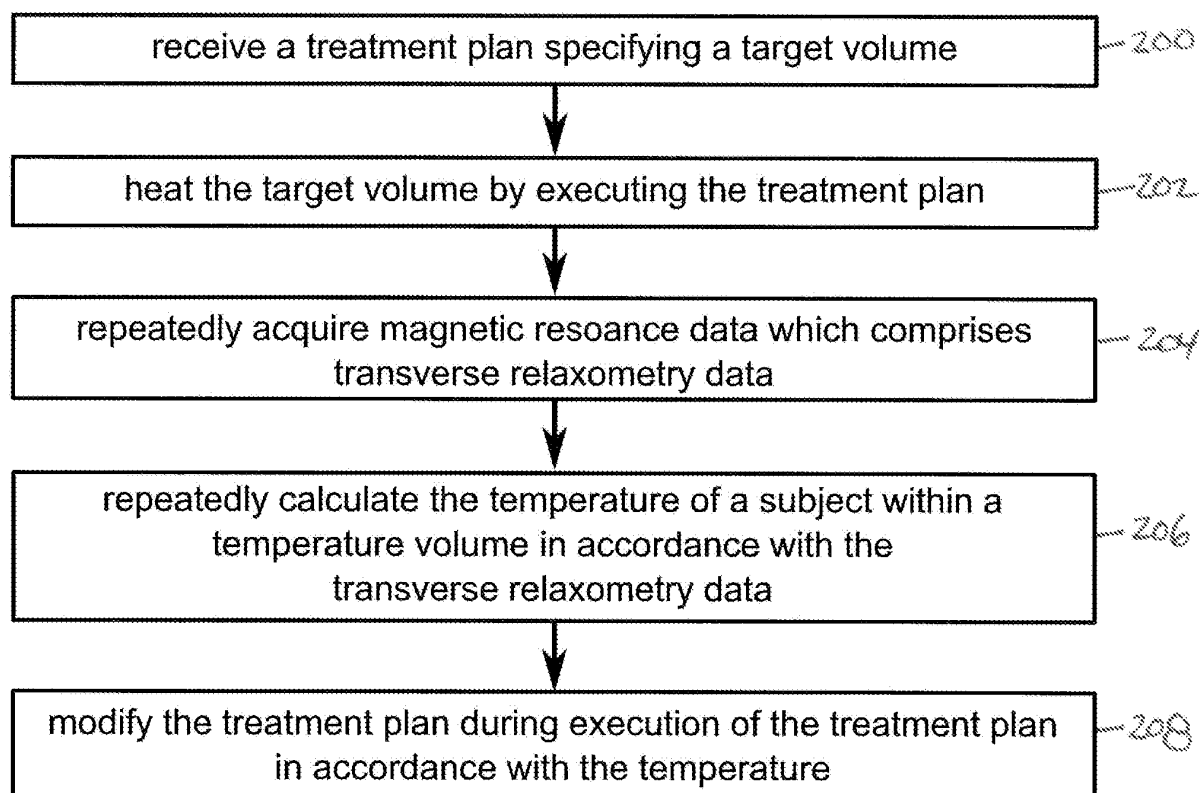 receive a treatment plan specifying a target volume 200
heat the target volume by executing the treatment plan 202
repeatedly acquire magnetic resoance data which comprises
transverse relaxometry data 204
repeatedly calculate the temperature of a subject within a
temperature volume in accordance with the
transverse relaxometry data 206
modify the treatment plan during execution of the treatment plan
in accordance with the temperature 208